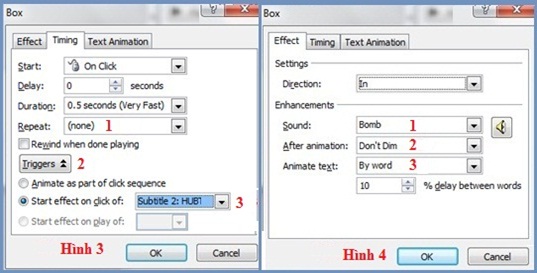 Box
Effect Timing Text Animation
Start: On Click
Delay: 0 seconds
Duration: 0.5 seconds (Very Fast)
Repeat: (none) 1
Rewind when done playing
Triggers 2
Animate as part of click sequence
Start effect on click of: Subtitle 2: HUBT 3
Start effect on play of:
Hình 3 OK Cancel
Box
Effect Timing Text Animation
Settings
Direction: In
Enhancements
Sound: Bomb 1
After animation: Don't Dim 2
Animate text: By word 3
10 % delay between words
Hình 4 OK Cancel